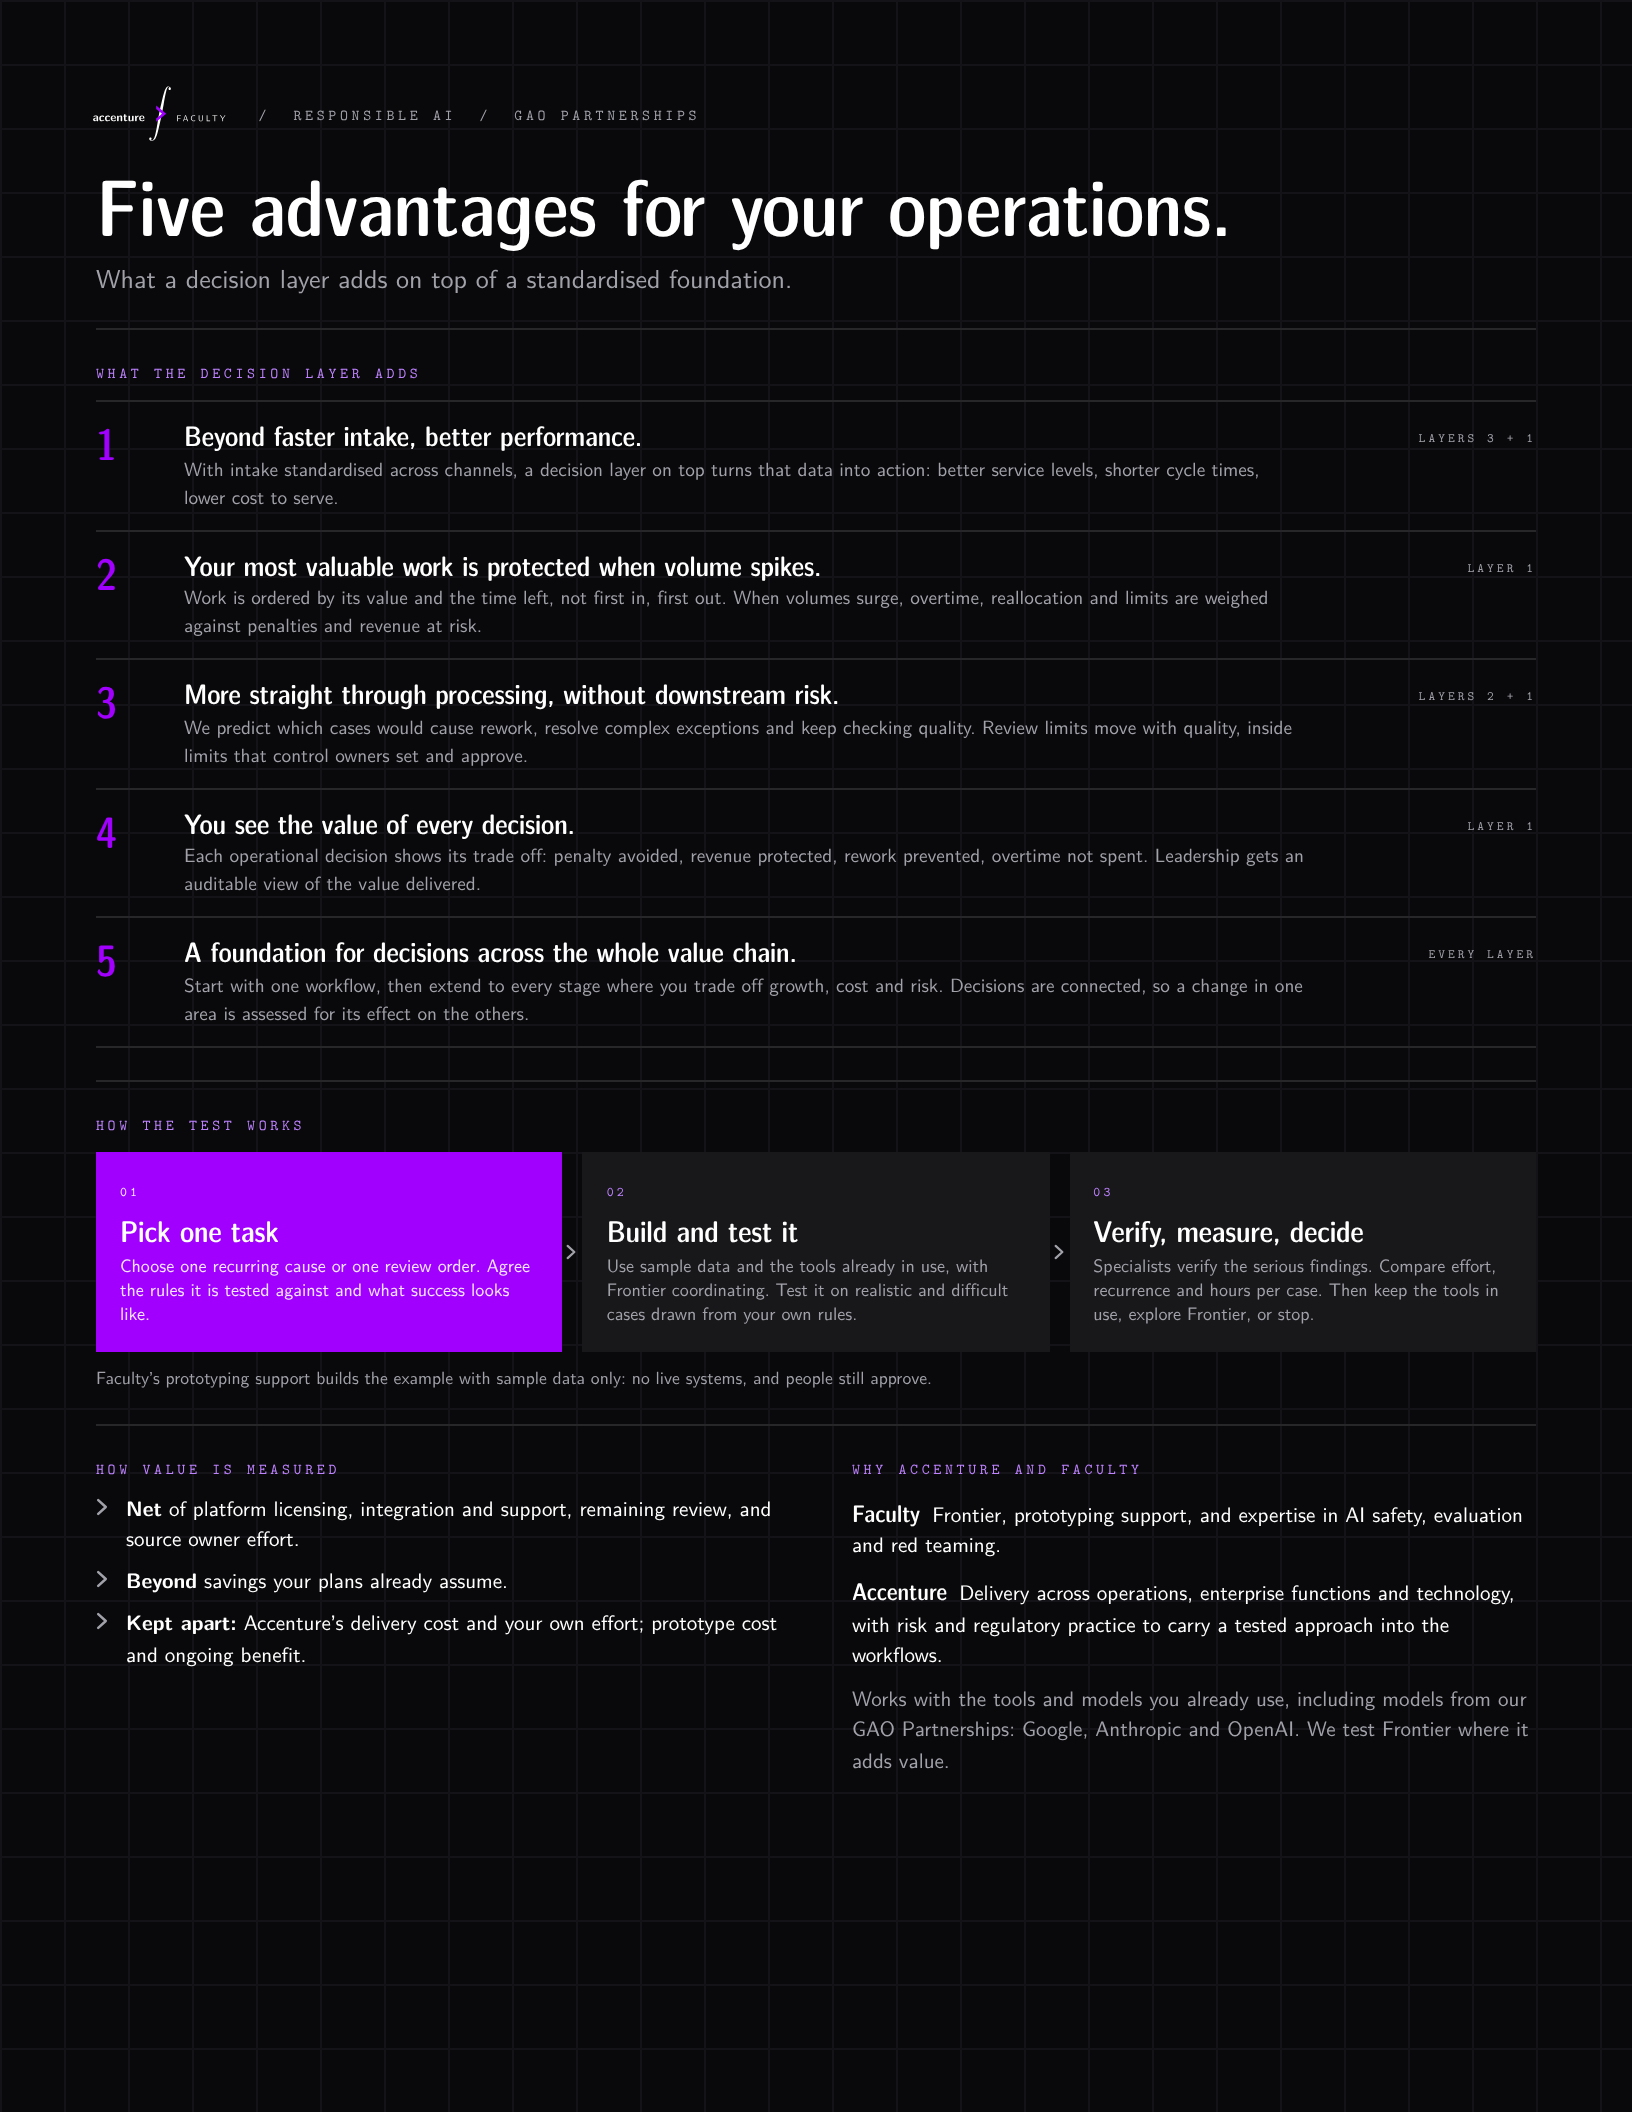 accenture FACULTY / RESPONSIBLE AI / GAO PARTNERSHIPS
Five advantages for your operations.
What a decision layer adds on top of a standardised foundation.
WHAT THE DECISION LAYER ADDS
1 Beyond faster intake, better performance. LAYERS 3 + 1
With intake standardised across channels, a decision layer on top turns that data into action: better service levels, shorter cycle times,
lower cost to serve.
2 Your most valuable work is protected when volume spikes. LAYER 1
Work is ordered by its value and the time left, not first in, first out. When volumes surge, overtime, reallocation and limits are weighed
against penalties and revenue at risk.
3 More straight through processing, without downstream risk. LAYERS 2 + 1
We predict which cases would cause rework, resolve complex exceptions and keep checking quality. Review limits move with quality, inside
limits that control owners set and approve.
4 You see the value of every decision. LAYER 1
Each operational decision shows its trade off: penalty avoided, revenue protected, rework prevented, overtime not spent. Leadership gets an
auditable view of the value delivered.
5 A foundation for decisions across the whole value chain. EVERY LAYER
Start with one workflow, then extend to every stage where you trade off growth, cost and risk. Decisions are connected, so a change in one
area is assessed for its effect on the others.
HOW THE TEST WORKS
01
Pick one task
Choose one recurring cause or one review order. Agree
the rules it is tested against and what success looks
like.
02
Build and test it
Use sample data and the tools already in use, with
Frontier coordinating. Test it on realistic and difficult
cases drawn from your own rules.
03
Verify, measure, decide
Specialists verify the serious findings. Compare effort,
recurrence and hours per case. Then keep the tools in
use, explore Frontier, or stop.
Faculty's prototyping support builds the example with sample data only: no live systems, and people still approve.
HOW VALUE IS MEASURED
Net of platform licensing, integration and support, remaining review, and
source owner effort.
Beyond savings your plans already assume.
Kept apart: Accenture's delivery cost and your own effort; prototype cost
and ongoing benefit.
WHY ACCENTURE AND FACULTY
Faculty Frontier, prototyping support, and expertise in AI safety, evaluation
and red teaming.
Accenture Delivery across operations, enterprise functions and technology,
with risk and regulatory practice to carry a tested approach into the
workflows.
Works with the tools and models you already use, including models from our
GAO Partnerships: Google, Anthropic and OpenAI. We test Frontier where it
adds value.